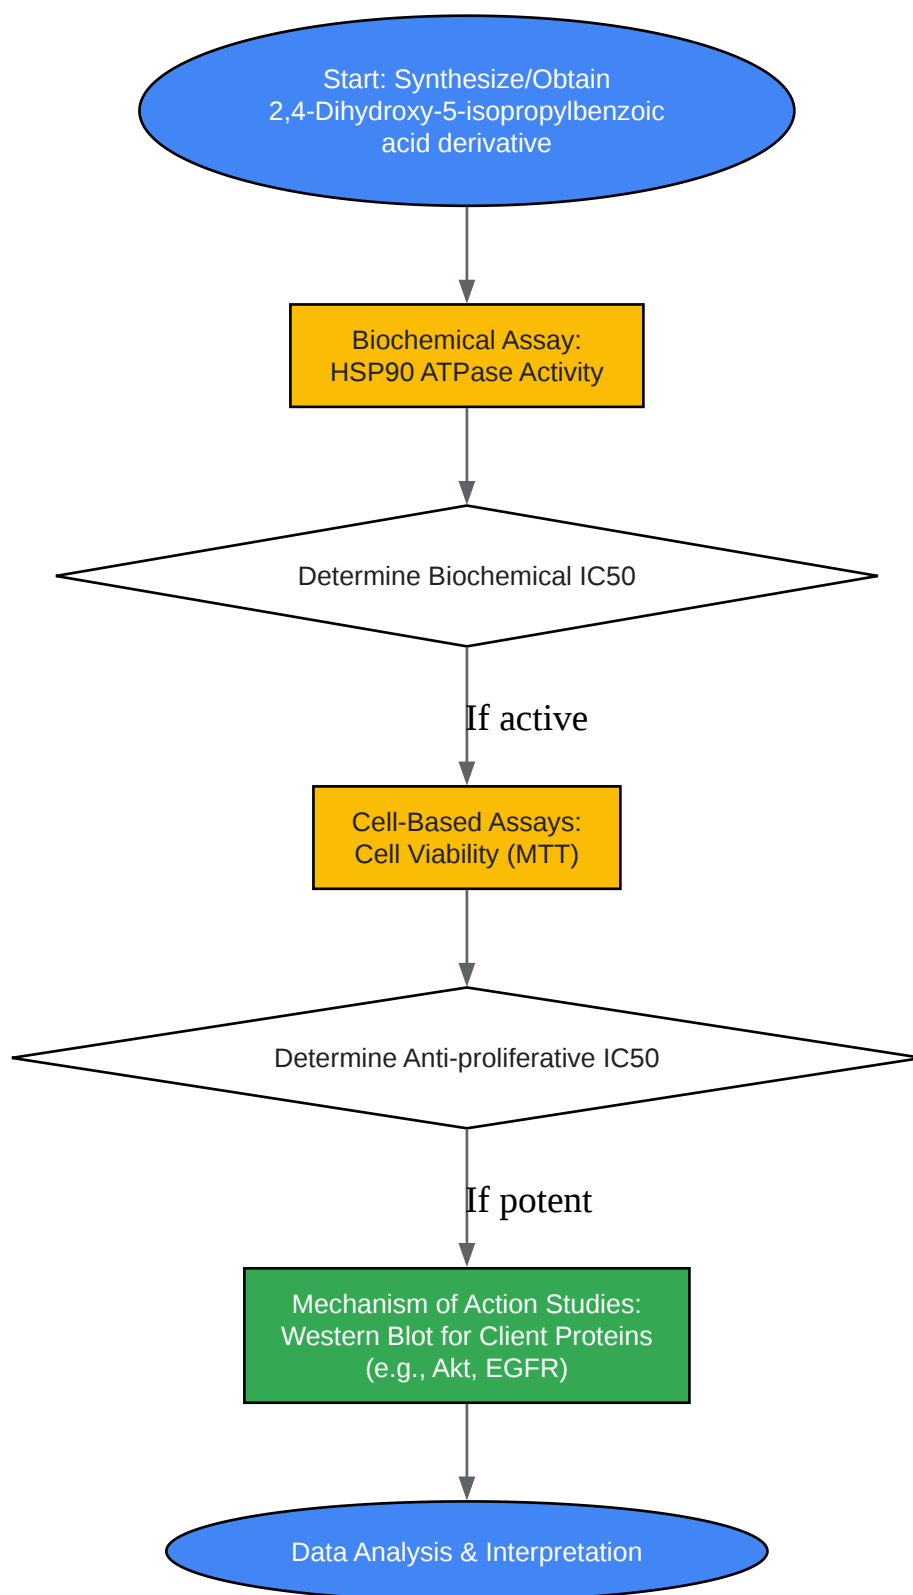 Start: Synthesize/Obtain
2,4-Dihydroxy-5-isopropylbenzoic
acid derivative
Biochemical Assay:
HSP90 ATPase Activity
Determine Biochemical IC50
If active
Cell-Based Assays:
Cell Viability (MTT)
Determine Anti-proliferative IC50
If potent
Mechanism of Action Studies:
Western Blot for Client Proteins
(e.g., Akt, EGFR)
Data Analysis & Interpretation